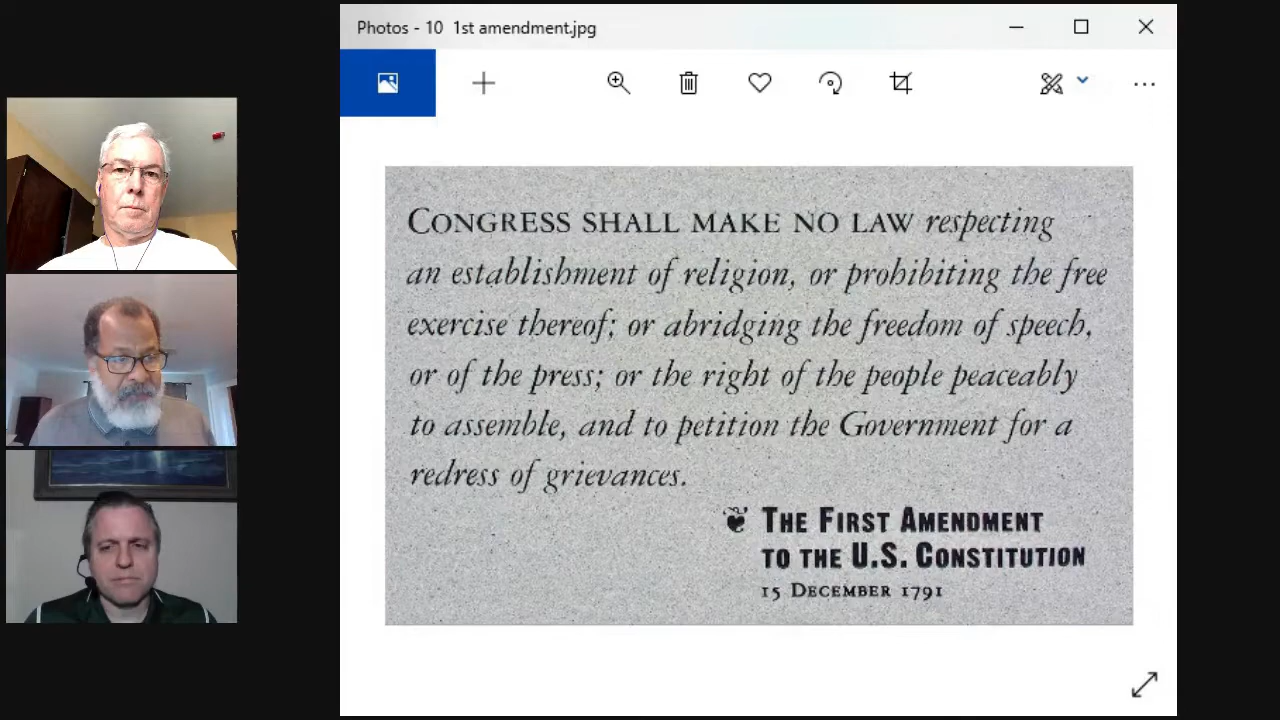 Photos - 10 1st amendment.jpg
CONGRESS SHALL MAKE NO LAW respecting
an establishment of religion, or prohibiting the free
exercise thereof; or abridging the freedom of speech,
or of the press; or the right of the people peaceably
to assemble, and to petition the Government for a
redress of grievances.
THE FIRST AMENDMENT
TO THE U.S. CONSTITUTION
15 DECEMBER 1791